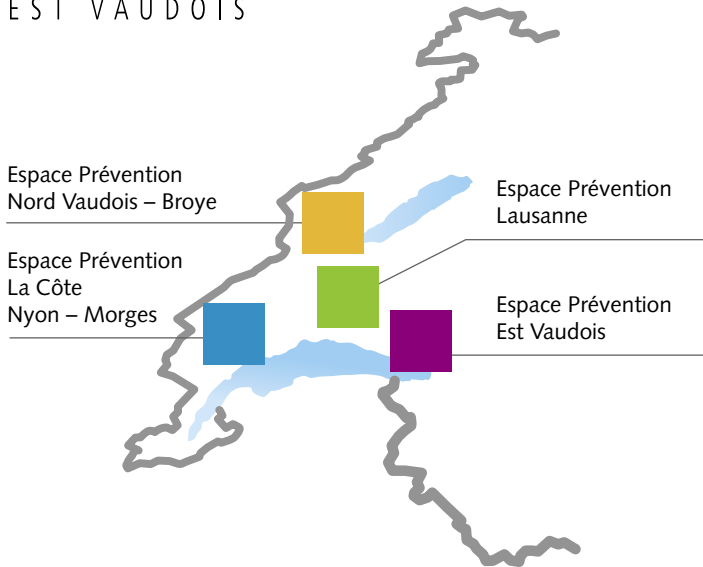 EST VAUDOIS
Espace Prévention
Nord Vaudois – Broye
Espace Prévention
La Côte
Nyon – Morges
Espace Prévention
Lausanne
Espace Prévention
Est Vaudois